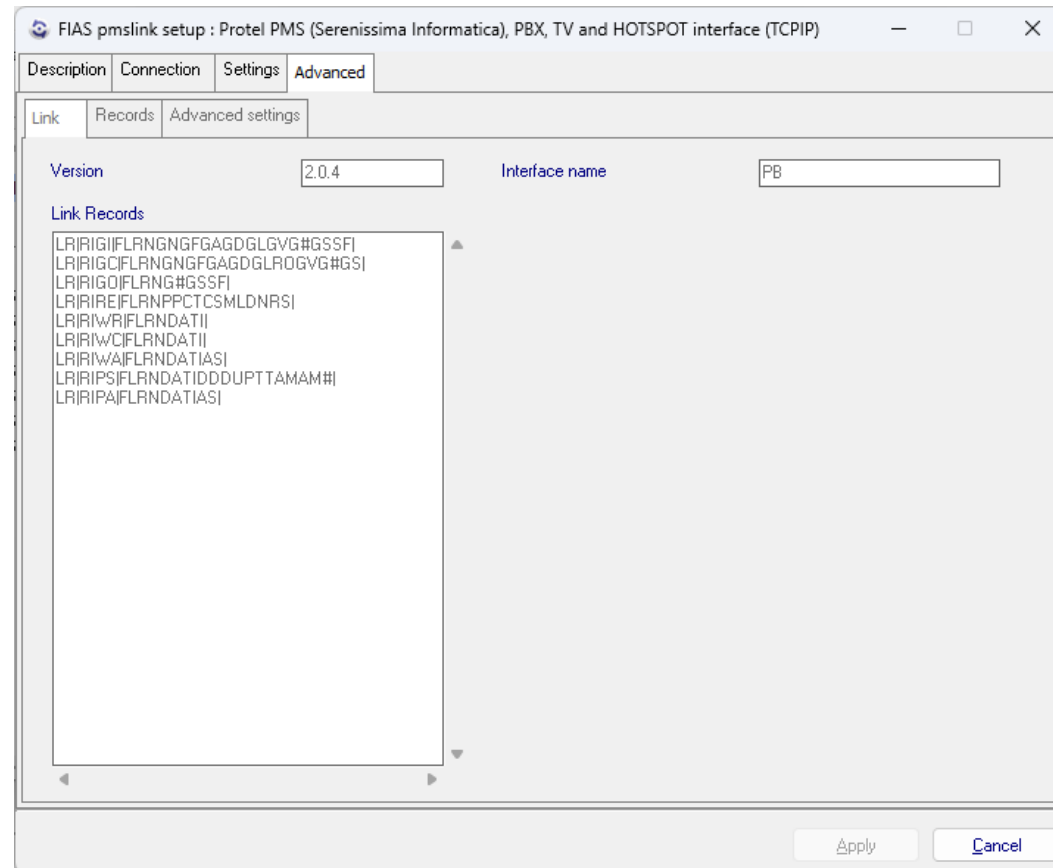 FIAS pmslink setup : Protel PMS (Serenissima Informatica), PBX, TV and HOTSPOT interface (TCPIP)
Description Connection Settings Advanced
Link Records Advanced settings
Version 2.0.4 Interface name PB
Link Records
LR|RIGI|FLRNGNGFGAGDGLGVG#GSSF|
LR|RIGC|FLRNGNGFGAGDGLROGVG#GS|
LR|RIGO|FLRNG#GSSF|
LR|RIRE|FLRNPPCTCSMLDNRS|
LR|RIWR|FLRNDATI|
LR|RIWC|FLRNDATI|
LR|RIWA|FLRNDATIAS|
LR|RIPS|FLRNDATIDDDUPTTAMAM#|
LR|RIPA|FLRNDATIAS|
Apply Cancel